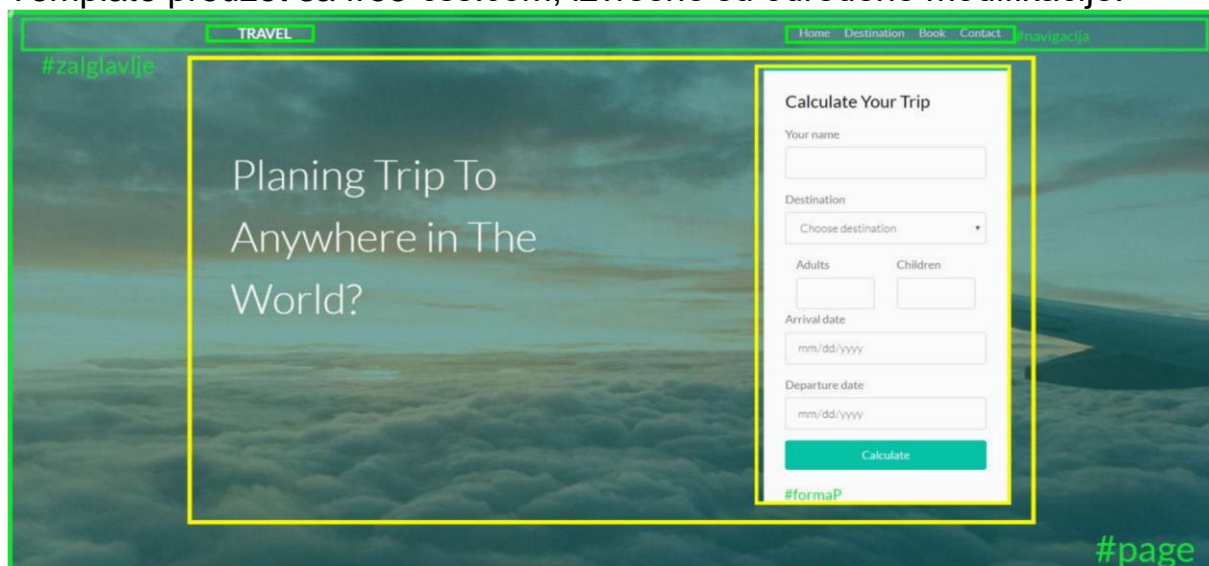 TRAVEL
Home Destination Book Contact #navigacija
#zalglavlje
Calculate Your Trip
Your name
Planing Trip To
Anywhere in The
World?
Destination
Choose destination
Adults Children
Arrival date
mm/dd/yyyy
Departure date
mm/dd/yyyy
Calculate
#formaP
#page